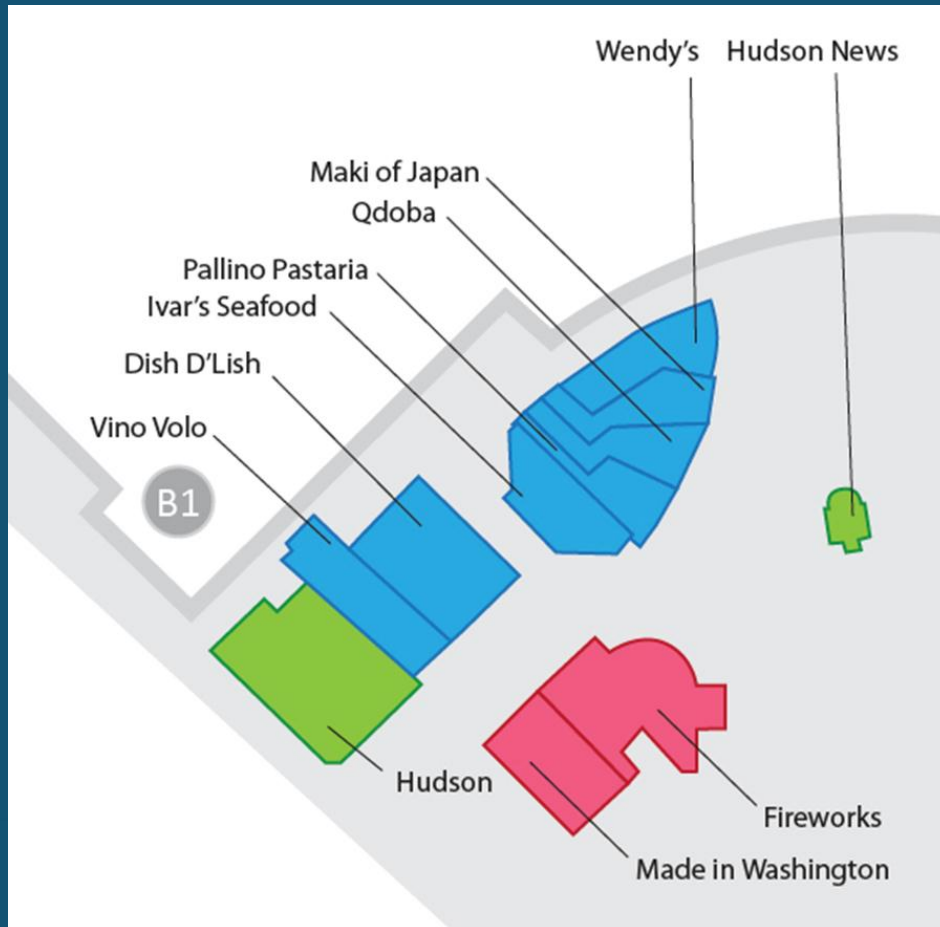 Wendy's
Hudson News
Maki of Japan
Qdoba
Pallino Pastaria
Ivar's Seafood
Dish D'Lish
Vino Volo
B1
Hudson
Fireworks
Made in Washington